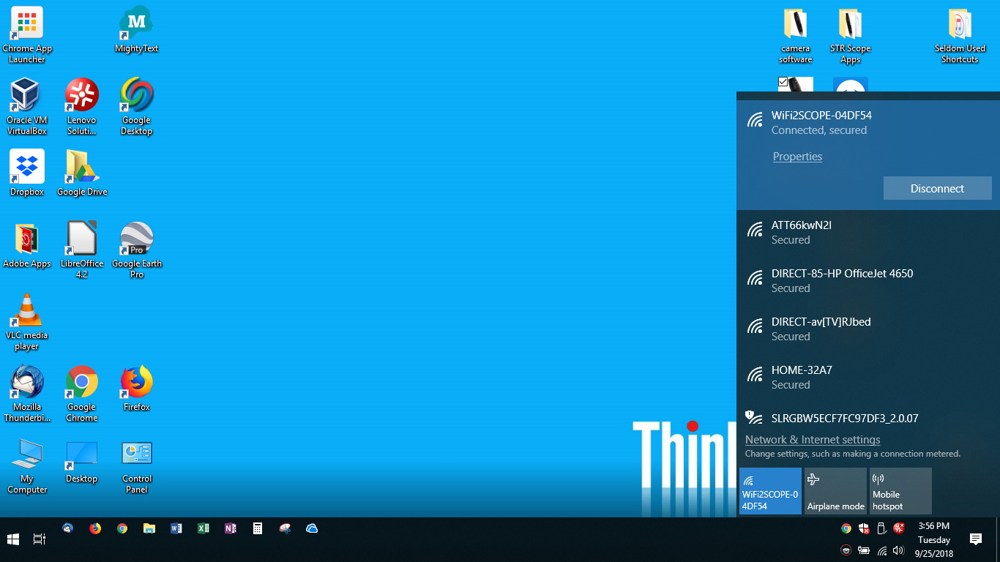 Chrome App
Launcher
MightyText
Oracle VM
VirtualBox
Lenovo
Soluti...
Google
Desktop
Dropbox
Google Drive
Adobe Apps
LibreOffice
4.2
Pro
Google Earth
Pro
VLC media
player
Mozilla
Thunderbi...
Google
Chrome
Firefox
My
Computer
Desktop
Control
Panel
camera
software
STR Scope
Apps
Seldom Used
Shortcuts
WiFi2SCOPE-04DF54
Connected, secured
Properties
Disconnect
ATT66kwN2I
Secured
DIRECT-85-HP OfficeJet 4650
Secured
DIRECT-av[TV]RJbed
Secured
HOME-32A7
Secured
SLRGBW5ECF7FC97DF3_2.0.07
Network & Internet settings
Change settings, such as making a connection metered.
WiFi2SCOPE-0
4DF54
Airplane mode
Mobile
hotspot
Thin
3:56 PM
Tuesday
9/25/2018